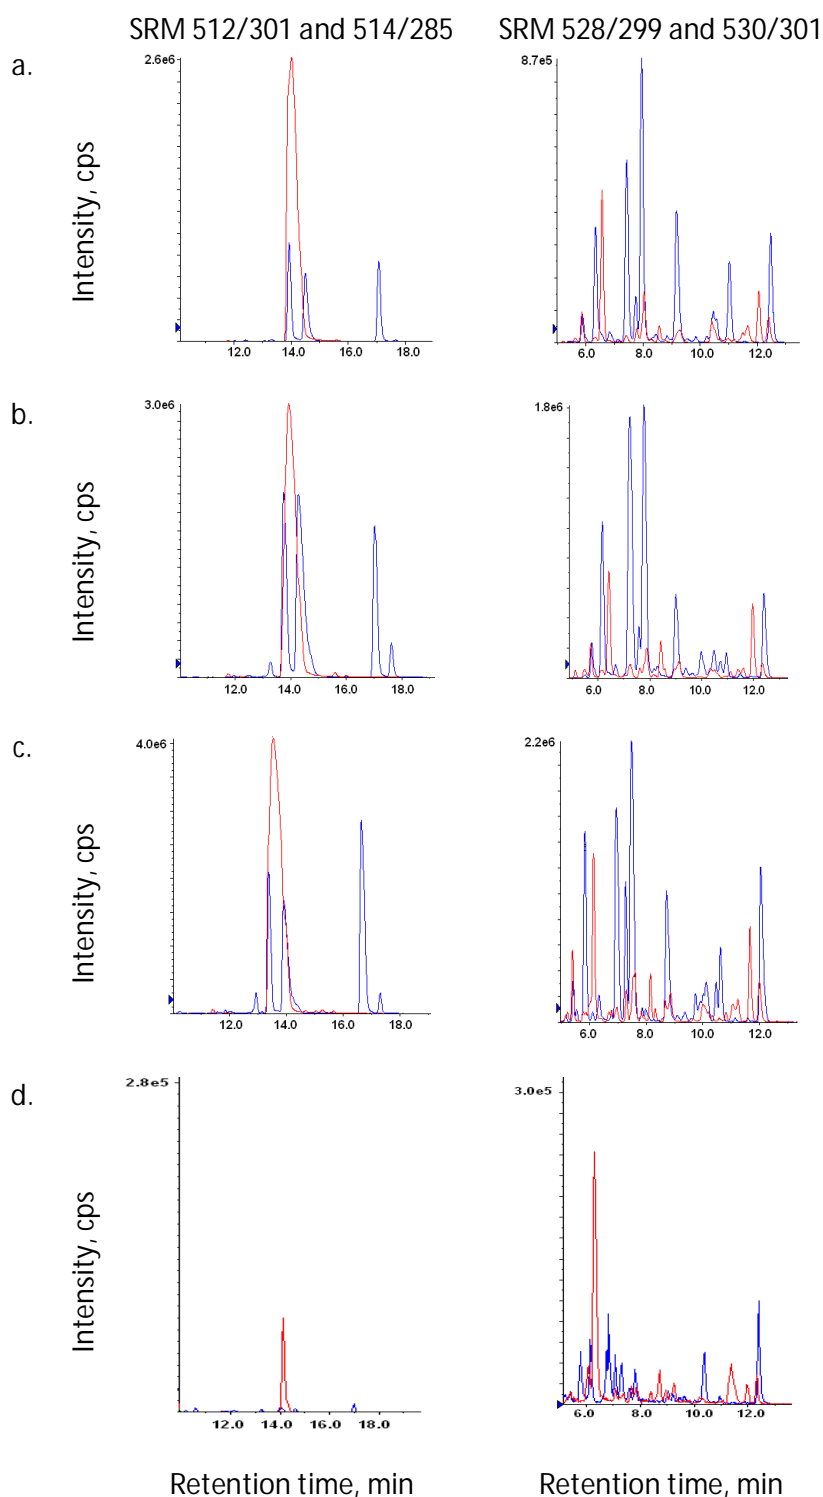 SRM 512/301 and 514/285 SRM 528/299 and 530/301
a.
Intensity, cps
2.6e6
12.0 14.0 16.0 18.0
8.7e5
6.0 8.0 10.0 12.0
b.
Intensity, cps
3.0e6
12.0 14.0 16.0 18.0
1.8e6
6.0 8.0 10.0 12.0
c.
Intensity, cps
4.0e6
12.0 14.0 16.0 18.0
2.2e6
6.0 8.0 10.0 12.0
d.
Intensity, cps
2.8e5
12.0 14.0 16.0 18.0
3.0e5
6.0 8.0 10.0 12.0
Retention time, min Retention time, min